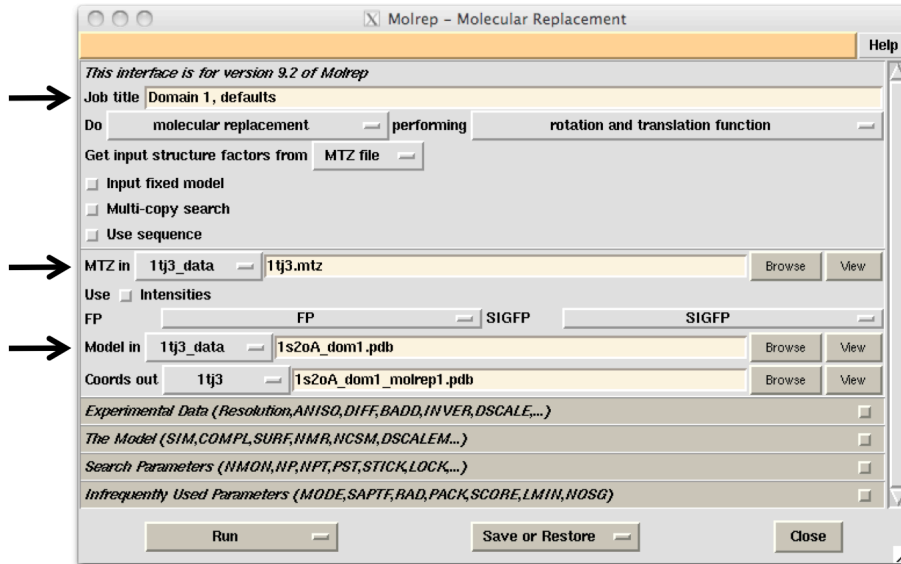 Molrep - Molecular Replacement
Help
This interface is for version 9.2 of Molrep
Job title Domain 1, defaults
Do molecular replacement performing rotation and translation function
Get input structure factors from MTZ file
Input fixed model
Multi-copy search
Use sequence
MTZ in 1tj3_data 1tj3.mtz Browse View
Use Intensities
FP FP SIGFP SIGFP
Model in 1tj3_data 1s2oA_dom1.pdb Browse View
Coords out 1tj3 1s2oA_dom1_molrep1.pdb Browse View
Experimental Data (Resolution,ANISO,DIFF,BADD,INVER,DSCALE,...)
The Model (SIM,COMPL,SURF,NMR,NCSM,DSCALEM...)
Search Parameters (NMON,NP,NPT,PST,STICK,LOCK,...)
Infrequently Used Parameters (MODE,SAPTF,RAD,PACK,SCORE,LMIN,NOSG)
Run Save or Restore Close